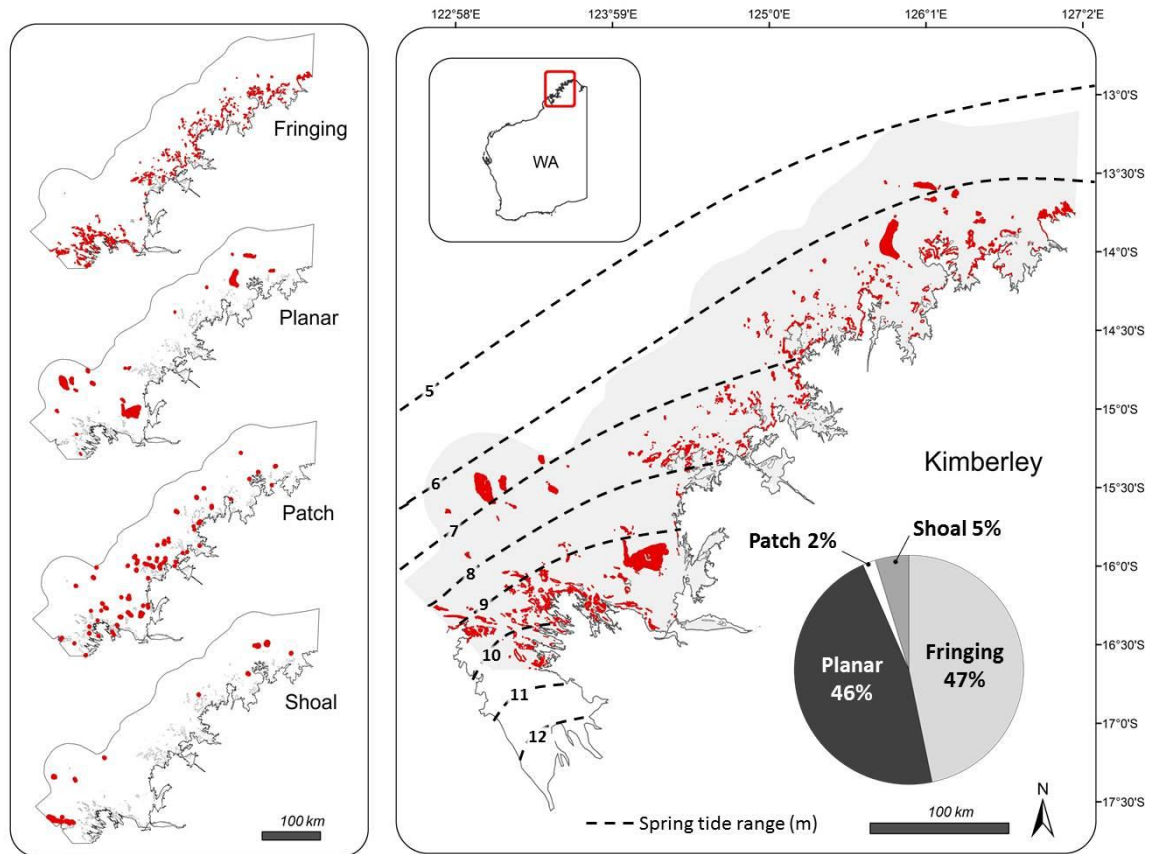 Fringing
Planar
Patch
Shoal
100 km
122°58'E 123°59'E 125°0'E 126°1'E 127°2'E
WA
13°0'S
13°30'S
14°0'S
14°30'S
15°0'S
15°30'S
16°0'S
16°30'S
17°0'S
17°30'S
5
6
7
8
9
10
11
12
Kimberley
Patch 2%
Shoal 5%
Planar
46%
Fringing
47%
Spring tide range (m)
100 km
N